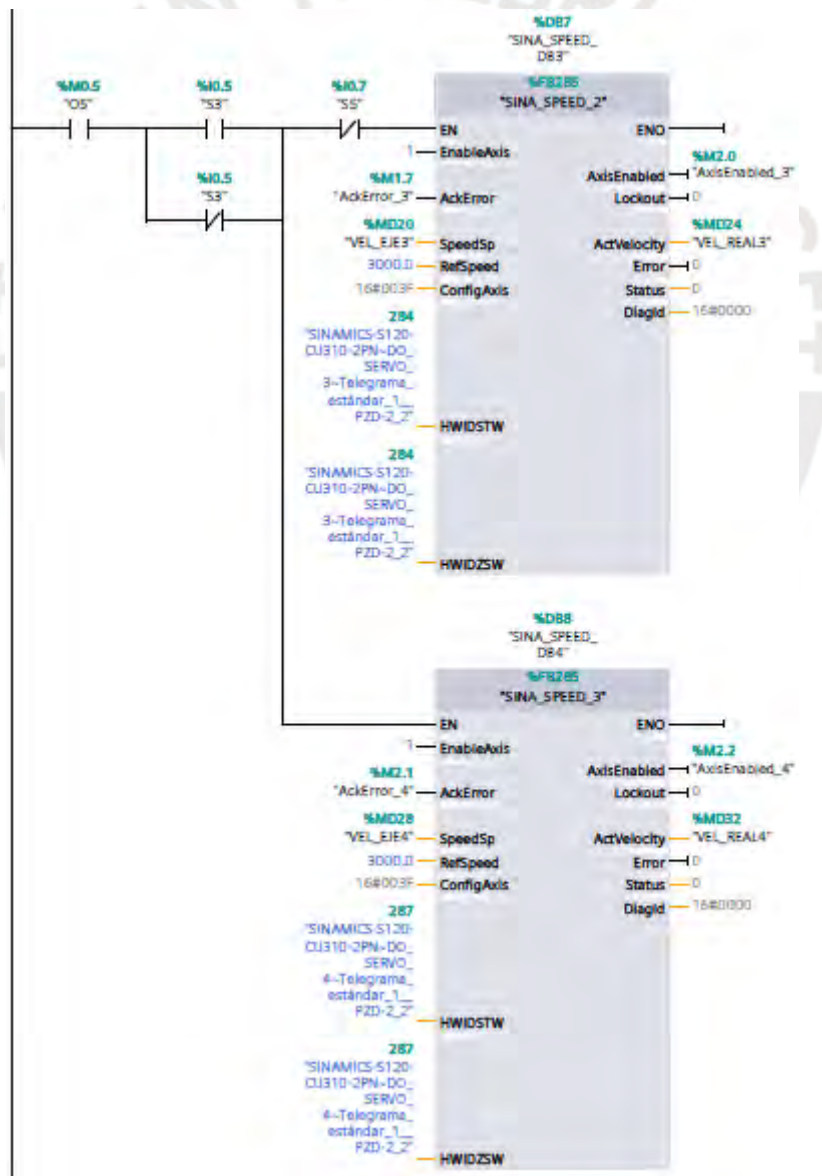 %DB7
"SINA_SPEED_
DB3"
%M0.5
"OS"
%I0.5
"S3"
%I0.7
"S5"
%FB285
"SINA_SPEED_2"
EN
ENO
1
EnableAxis
%M2.0
AxisEnabled
"AxisEnabled_3"
%I0.5
"S3"
%M1.7
"AckError_3"
AckError
Lockout
0
%MD20
"VEL_EJE3"
SpeedSp
%MD24
ActVelocity
"VEL_REAL3"
3000.0
RefSpeed
Error
0
16#003F
ConfigAxis
Status
0
DiagId
16#0000
284
"SINAMICS-S120-
CU310-2PN~DO_
SERVO_
3~Telegrama_
estándar_1__
PZD-2_2"
HWIDSTW
284
"SINAMICS-S120-
CU310-2PN~DO_
SERVO_
3~Telegrama_
estándar_1__
PZD-2_2"
HWIDZSW
%DB8
"SINA_SPEED_
DB4"
%FB285
"SINA_SPEED_3"
EN
ENO
1
EnableAxis
%M2.2
AxisEnabled
"AxisEnabled_4"
%M2.1
"AckError_4"
AckError
Lockout
0
%MD28
"VEL_EJE4"
SpeedSp
%MD32
ActVelocity
"VEL_REAL4"
3000.0
RefSpeed
Error
0
16#003F
ConfigAxis
Status
0
DiagId
16#0000
287
"SINAMICS-S120-
CU310-2PN~DO_
SERVO_
4~Telegrama_
estándar_1__
PZD-2_2"
HWIDSTW
287
"SINAMICS-S120-
CU310-2PN~DO_
SERVO_
4~Telegrama_
estándar_1__
PZD-2_2"
HWIDZSW